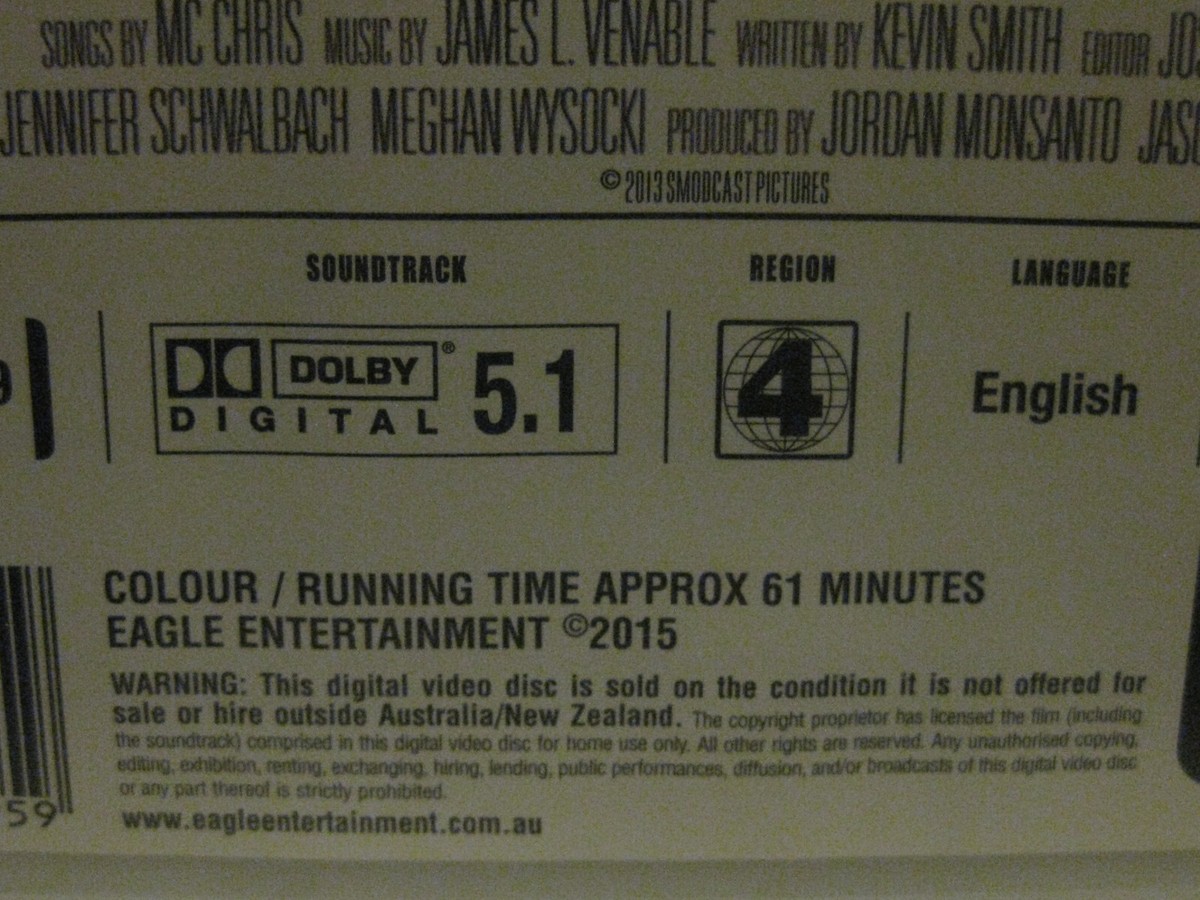 SONGS BY MC CHRIS MUSIC BY JAMES L. VENABLE WRITTEN BY KEVIN SMITH EDITOR
JENNIFER SCHWALBACH MEGHAN WYSOCKI PRODUCED BY JORDAN MONSANTO
© 2013 SMODCAST PICTURES
SOUNDTRACK REGION LANGUAGE
9 DOLBY® DIGITAL 5.1 4 English
COLOUR / RUNNING TIME APPROX 61 MINUTES
EAGLE ENTERTAINMENT ©2015
WARNING: This digital video disc is sold on the condition it is not offered for
sale or hire outside Australia/New Zealand. The copyright proprietor has licensed the film (including
the soundtrack) comprised in this digital video disc for home use only. All other rights are reserved. Any unauthorised copying,
editing, exhibition, renting, exchanging, hiring, lending, public performances, diffusion, and/or broadcasts of this digital video disc
or any part thereof is strictly prohibited.
59
www.eagleentertainment.com.au